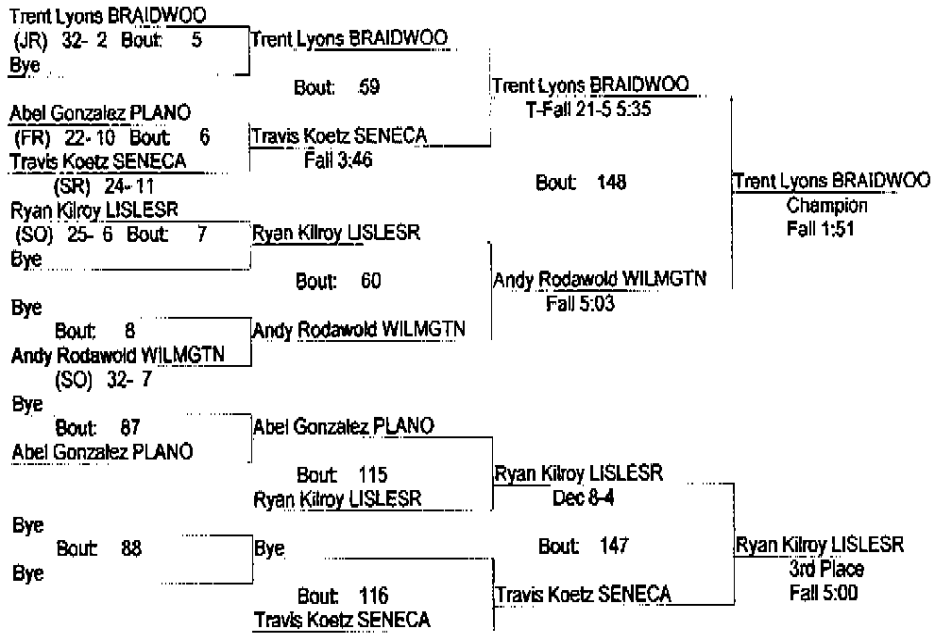 Trent Lyons BRAIDWOO
(JR) 32- 2 Bout: 5
Trent Lyons BRAIDWOO
Bye
Bout: 59
Trent Lyons BRAIDWOO
T-Fall 21-5 5:35
Abel Gonzalez PLANO
(FR) 22- 10 Bout: 6
Travis Koetz SENECA
Travis Koetz SENECA
Fall 3:46
(SR) 24- 11
Bout: 148
Trent Lyons BRAIDWOO
Champion
Fall 1:51
Ryan Kilroy LISLESR
(SO) 25- 6 Bout: 7
Ryan Kilroy LISLESR
Bye
Bout: 60
Andy Rodawold WILMGTN
Fall 5:03
Bye
Bout: 8
Andy Rodawold WILMGTN
Andy Rodawold WILMGTN
(SO) 32- 7
Bye
Bout: 87
Abel Gonzalez PLANO
Abel Gonzalez PLANO
Bout: 115
Ryan Kilroy LISLESR
Dec 8-4
Ryan Kilroy LISLESR
Bye
Bout: 88
Bye
Bout: 147
Ryan Kilroy LISLESR
3rd Place
Fall 5:00
Bye
Bout: 116
Travis Koetz SENECA
Travis Koetz SENECA